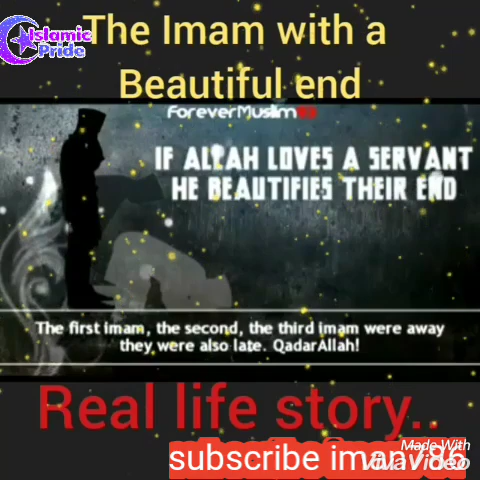 Islamic
Pride
The Imam with a
Beautiful end
ForeverMuslim
IF ALLAH LOVES A SERVANT
HE BEAUTIFIES THEIR END
The first imam, the second, the third imam were away
they were also late. QadarAllah!
Real life story..
subscribe imanv86
Made With
VivaVideo